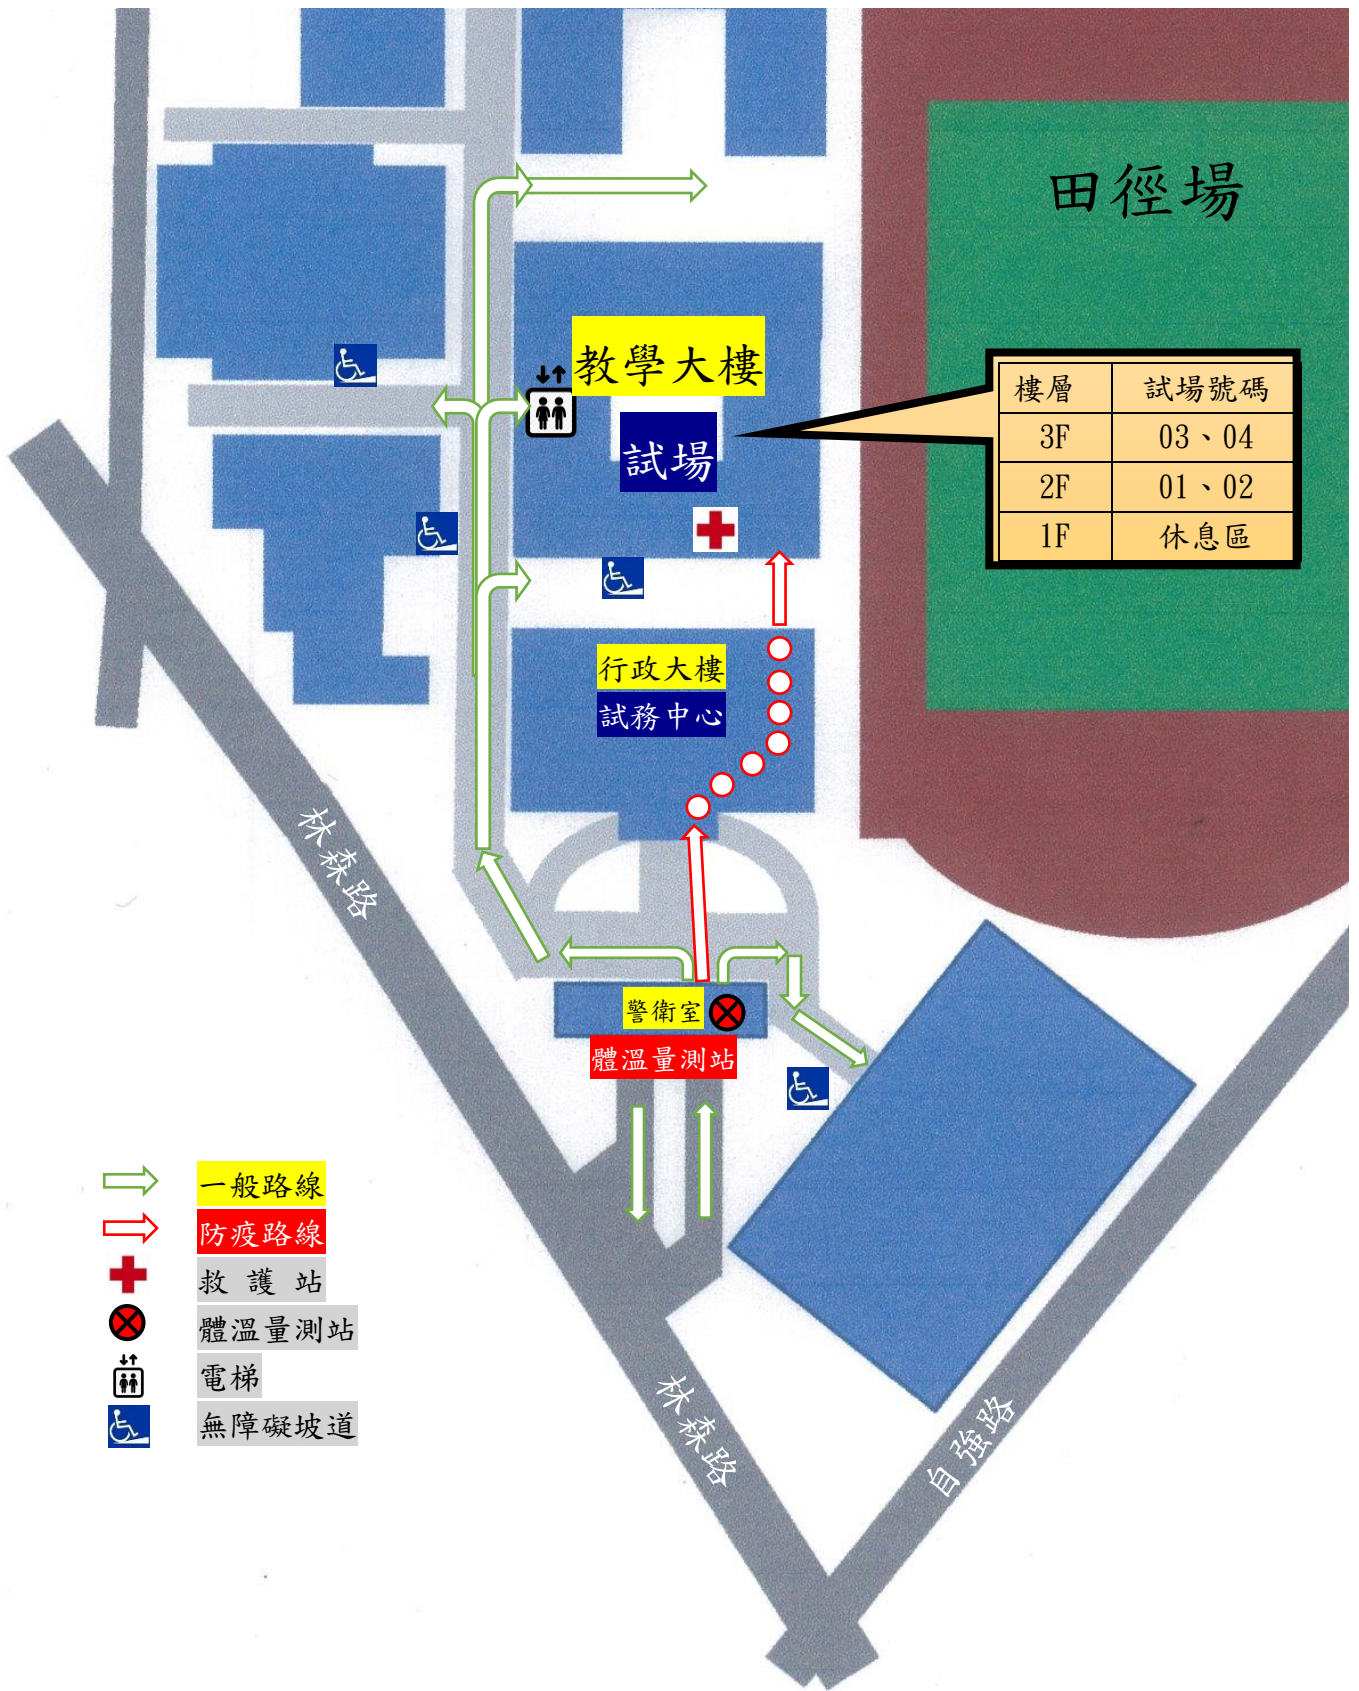 田徑場
教學大樓
試場
樓層 試場號碼
3F 03、04
2F 01、02
1F 休息區
行政大樓
試務中心
林森路
警衛室
體溫量測站
一般路線
防疫路線
救護站
體溫量測站
電梯
無障礙坡道
林森路
自強路